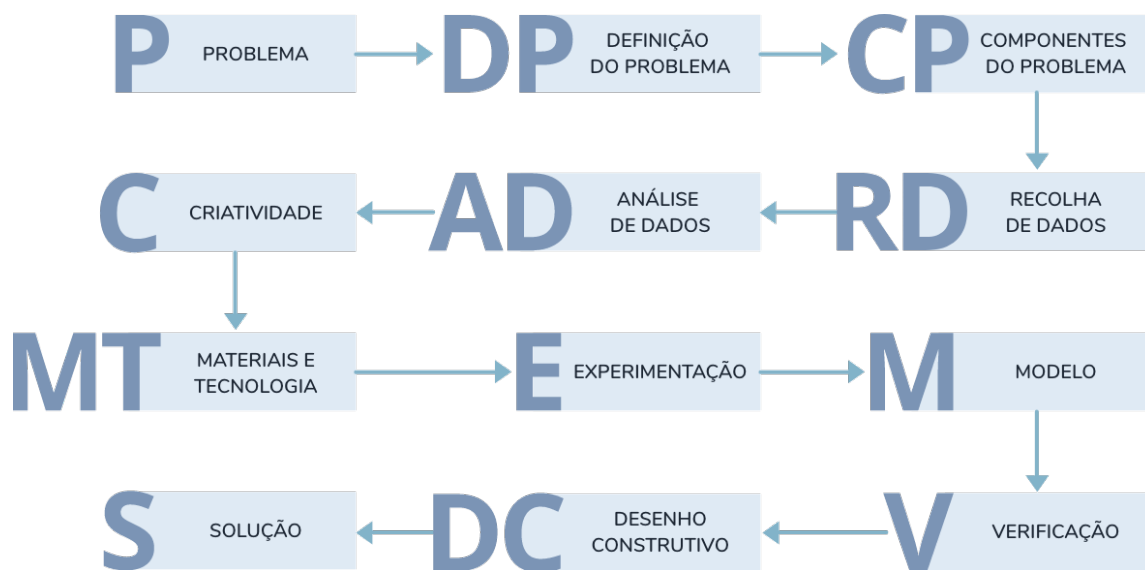 P
PROBLEMA
DP
DEFINIÇÃO
DO PROBLEMA
CP
COMPONENTES
DO PROBLEMA
RD
RECOLHA
DE DADOS
AD
ANÁLISE
DE DADOS
C
CRIATIVIDADE
MT
MATERIAIS E
TECNOLOGIA
E
EXPERIMENTAÇÃO
M
MODELO
V
VERIFICAÇÃO
DC
DESENHO
CONSTRUTIVO
S
SOLUÇÃO